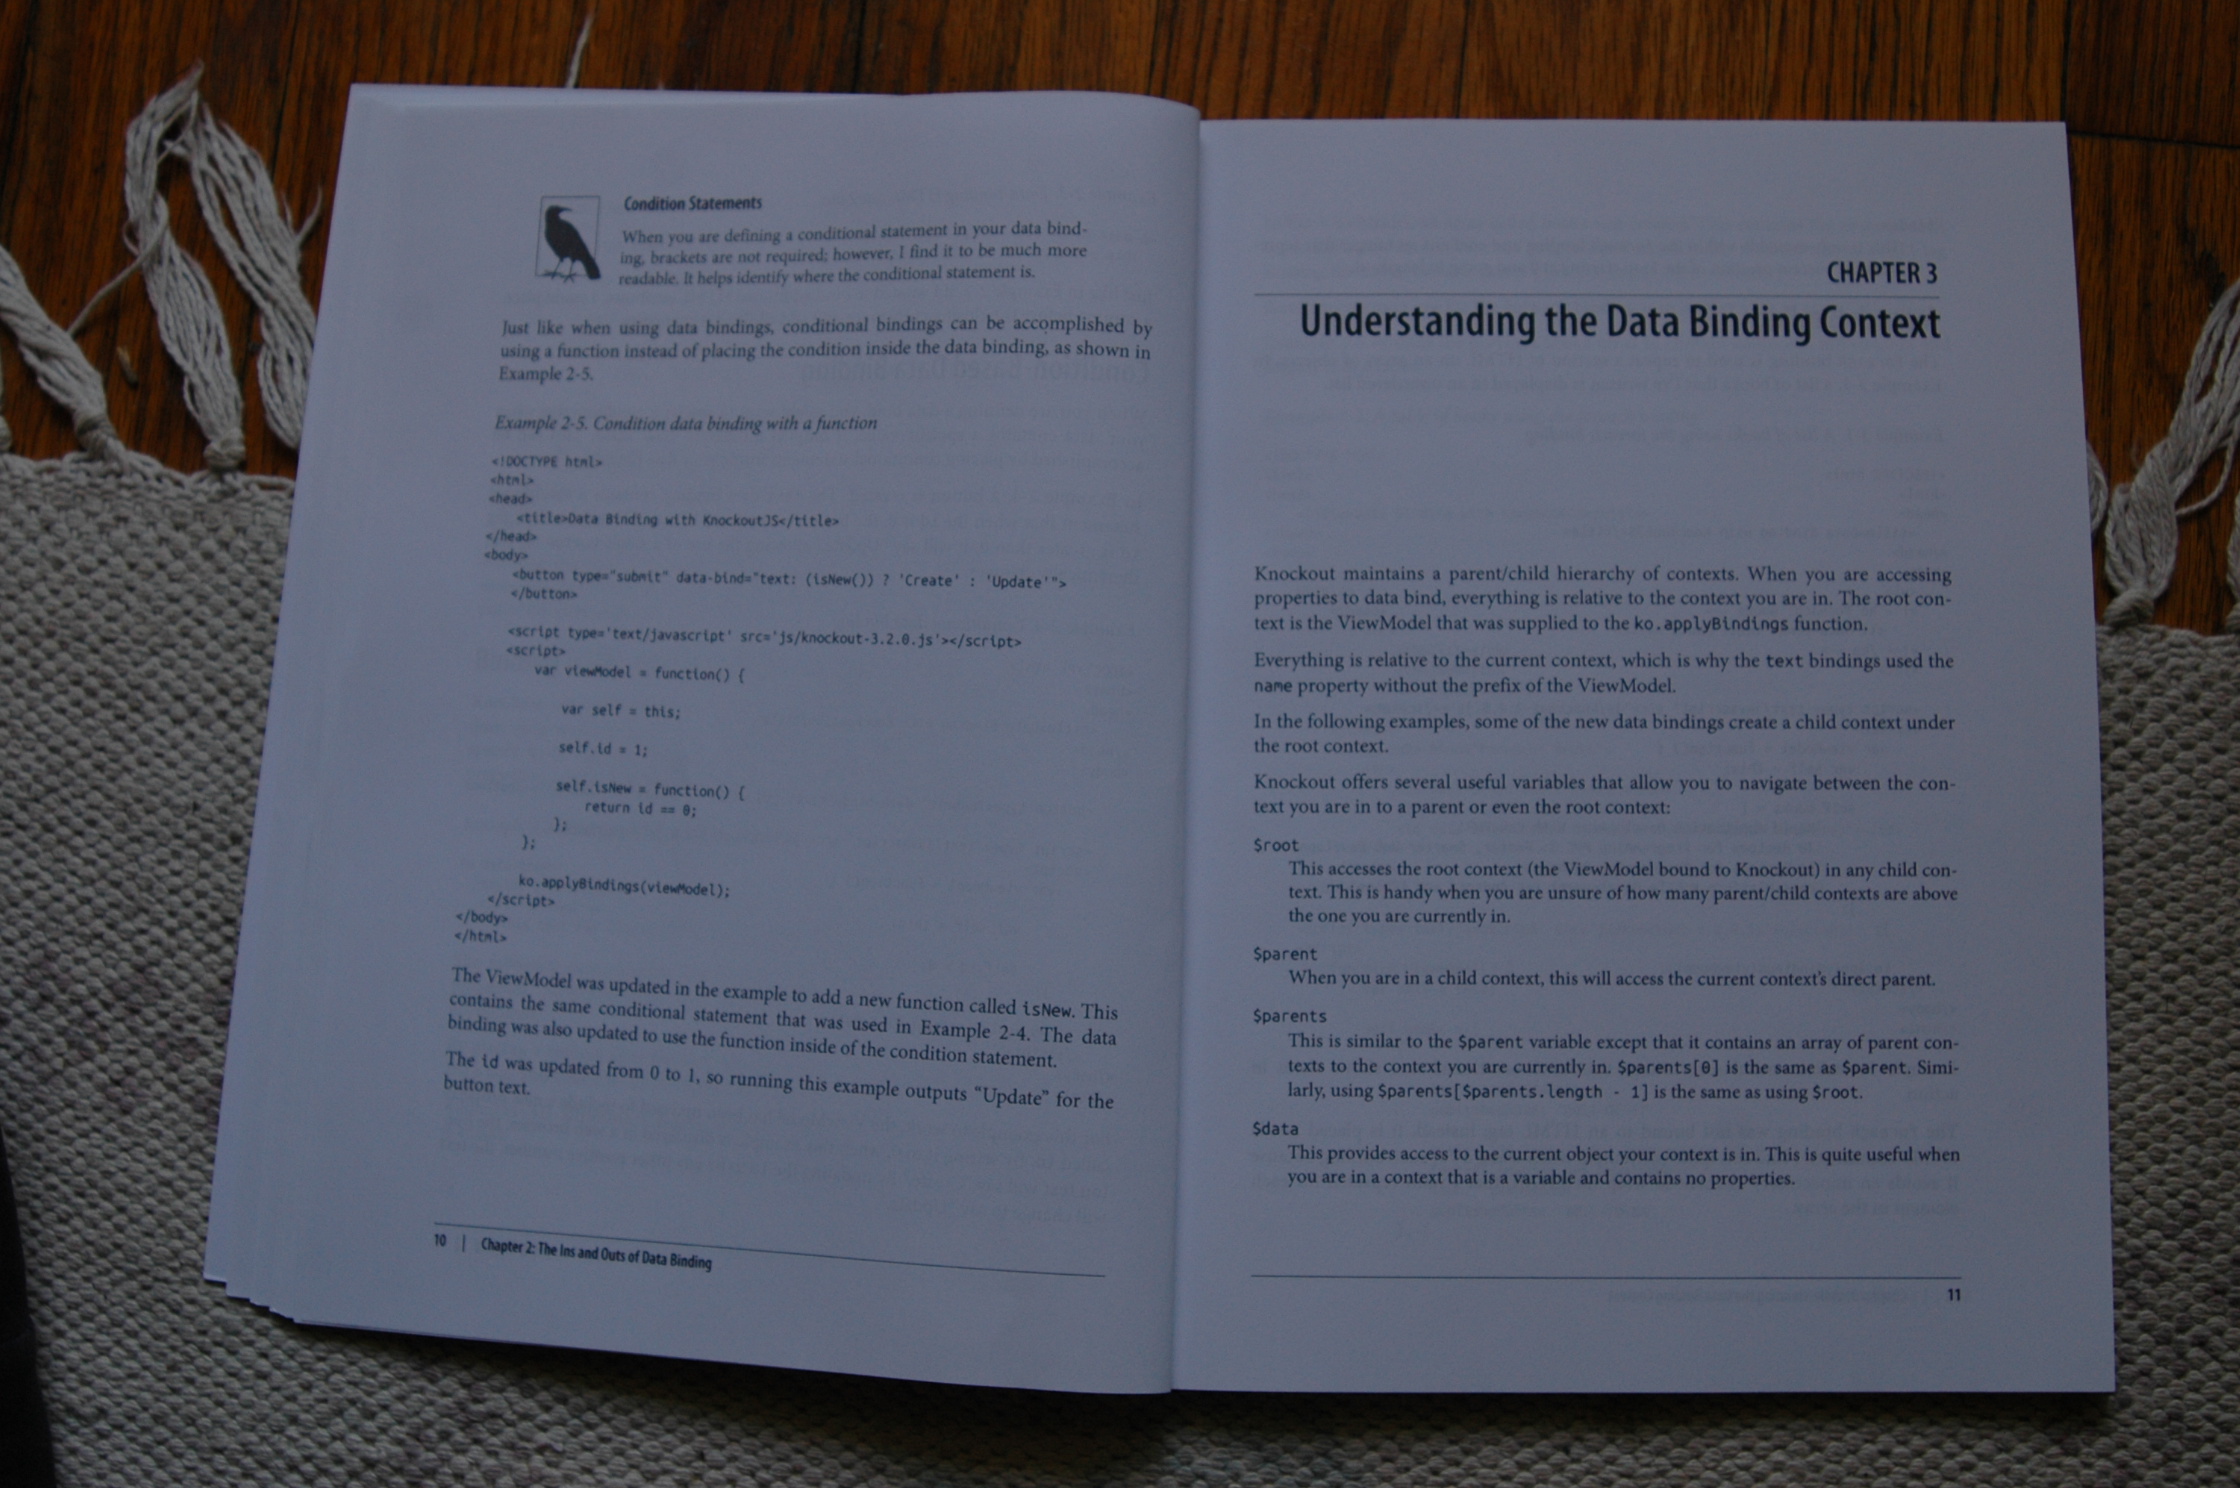 Condition Statements
When you are defining a conditional statement in your data bind-
ing, brackets are not required; however, I find it to be much more
readable. It helps identify where the conditional statement is.
Just like when using data bindings, conditional bindings can be accomplished by
using a function instead of placing the condition inside the data binding, as shown in
Example 2-5.
Example 2-5. Condition data binding with a function
<!DOCTYPE html>
<html>
<head>
<title>Data Binding with KnockoutJS</title>
</head>
<body>
<button type="submit" data-bind="text: (isNew()) ? 'Create' : 'Update'">
</button>
<script type='text/javascript' src='js/knockout-3.2.0.js'></script>
<script>
var viewModel = function() {
var self = this;
self.id = 1;
self.isNew = function() {
return id == 0;
};
};
ko.applyBindings(viewModel);
</script>
</body>
</html>
The ViewModel was updated in the example to add a new function called isNew. This
contains the same conditional statement that was used in Example 2-4. The data
binding was also updated to use the function inside of the condition statement.
The id was updated from 0 to 1, so running this example outputs "Update" for the
button text.
10 | Chapter 2: The Ins and Outs of Data Binding
CHAPTER 3
Understanding the Data Binding Context
Knockout maintains a parent/child hierarchy of contexts. When you are accessing
properties to data bind, everything is relative to the context you are in. The root con-
text is the ViewModel that was supplied to the ko.applyBindings function.
Everything is relative to the current context, which is why the text bindings used the
name property without the prefix of the ViewModel.
In the following examples, some of the new data bindings create a child context under
the root context.
Knockout offers several useful variables that allow you to navigate between the con-
text you are in to a parent or even the root context:
$root
This accesses the root context (the ViewModel bound to Knockout) in any child con-
text. This is handy when you are unsure of how many parent/child contexts are above
the one you are currently in.
$parent
When you are in a child context, this will access the current context's direct parent.
$parents
This is similar to the $parent variable except that it contains an array of parent con-
texts to the context you are currently in. $parents[0] is the same as $parent. Simi-
larly, using $parents[$parents.length - 1] is the same as using $root.
$data
This provides access to the current object your context is in. This is quite useful when
you are in a context that is a variable and contains no properties.
11